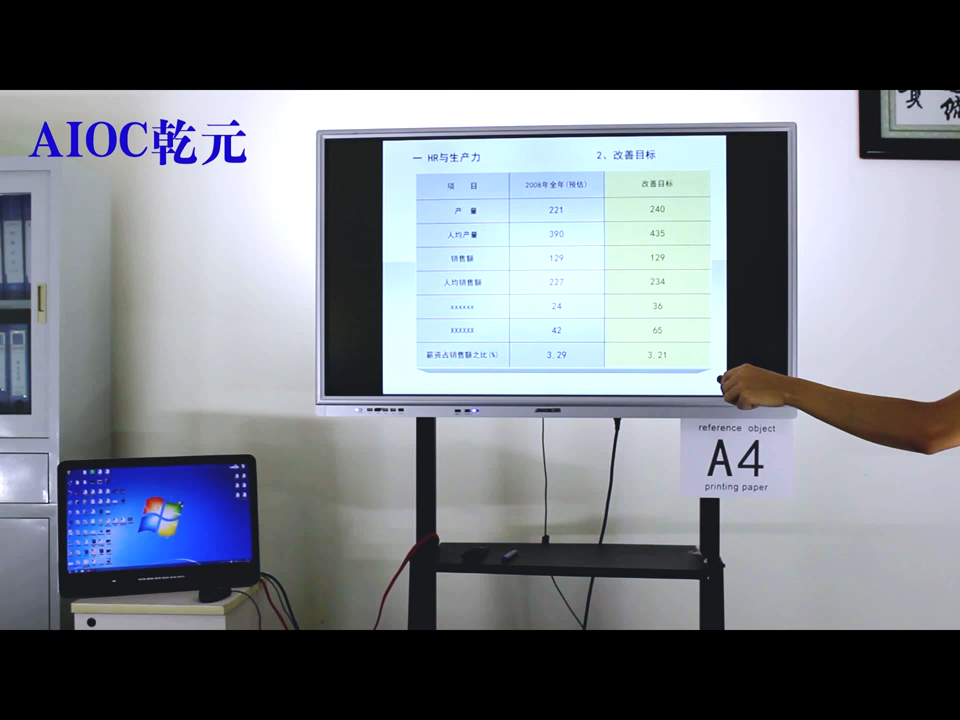 AIOC乾元
一 HR与生产力
2、改善目标
项 目 2008年全年(预估) 改善目标
产 量 221 240
人均产量 390 435
销售额 129 129
人均销售额 227 234
xxxxxx 24 36
XXXXXX 42 65
薪资占销售额之比(%) 3.29 3.21
reference object
A4
printing paper